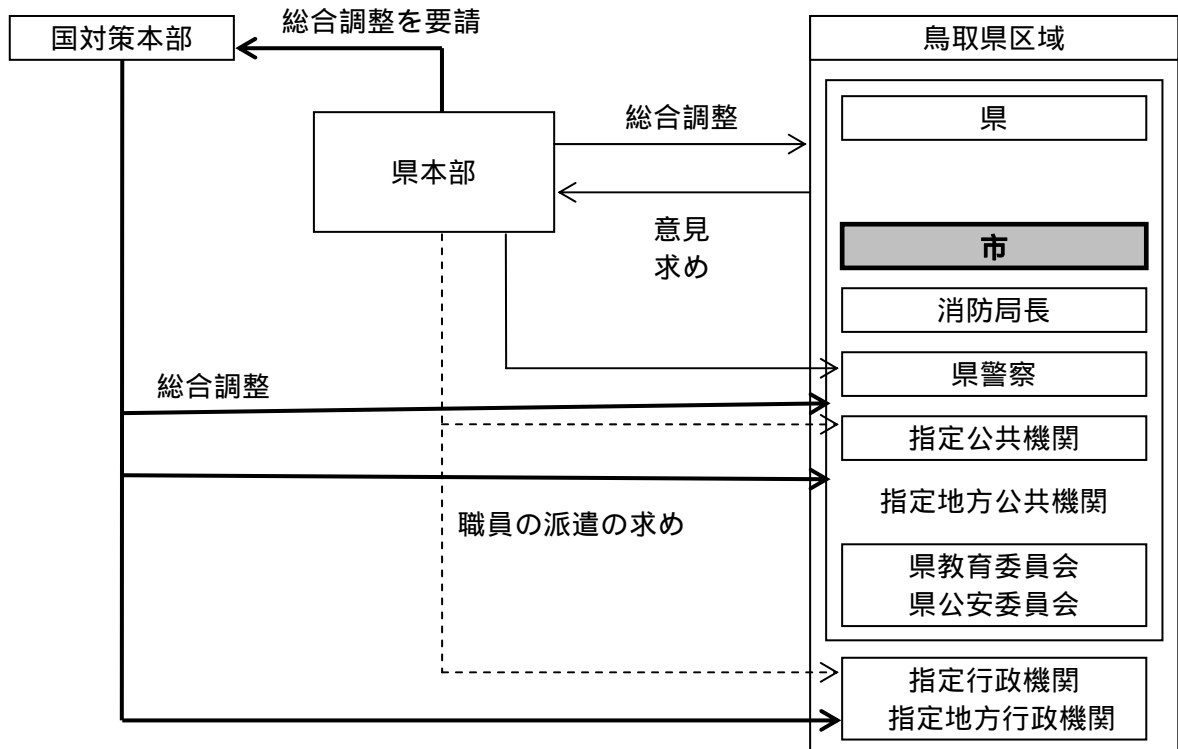 国対策本部
総合調整を要請
鳥取県区域
県本部
総合調整
意見
求め
県
市
消防局長
県警察
総合調整
指定公共機関
指定地方公共機関
職員の派遣の求め
県教育委員会
県公安委員会
指定行政機関
指定地方行政機関